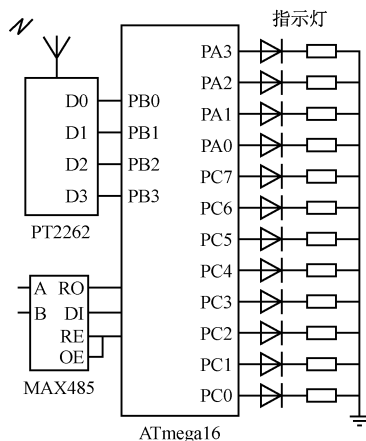 指示灯
PA3
PA2
D0 PB0
PA1
D1 PB1
PA0
D2 PB2
PC7
D3 PB3
PC6
PT2262
PC5
PC4
A RO
PC3
B DI
PC2
RE
PC1
OE
PC0
MAX485
ATmega16